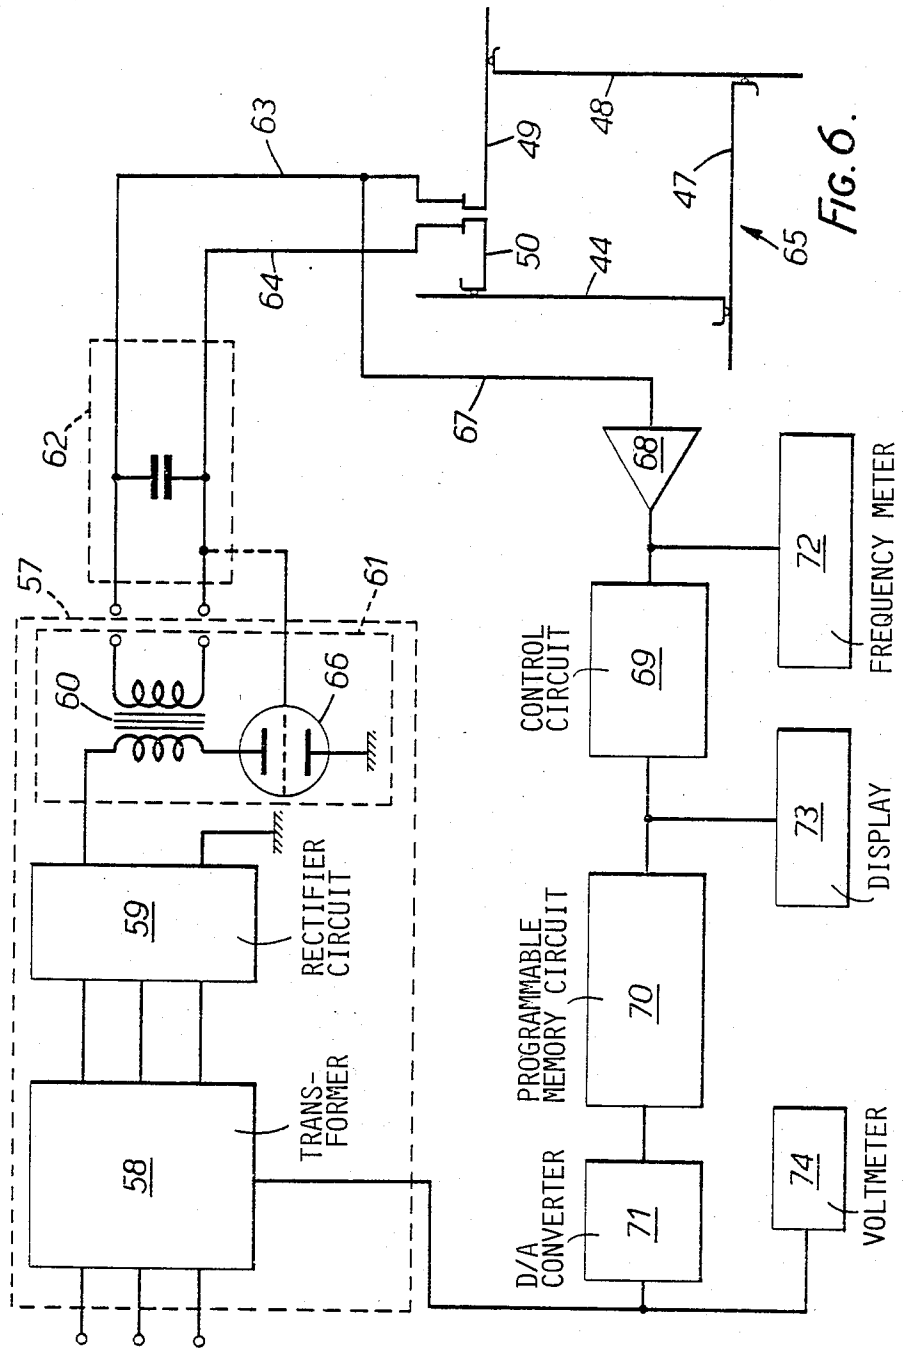 57
60
61
66
62
63
64
59
RECTIFIER
CIRCUIT
58
TRANS-
FORMER
49
50
48
44
47
65
67
68
CONTROL
CIRCUIT
69
PROGRAMMABLE
MEMORY CIRCUIT
70
D/A
CONVERTER
71
72
FREQUENCY METER
73
DISPLAY
74
VOLTMETER
FIG. 6.